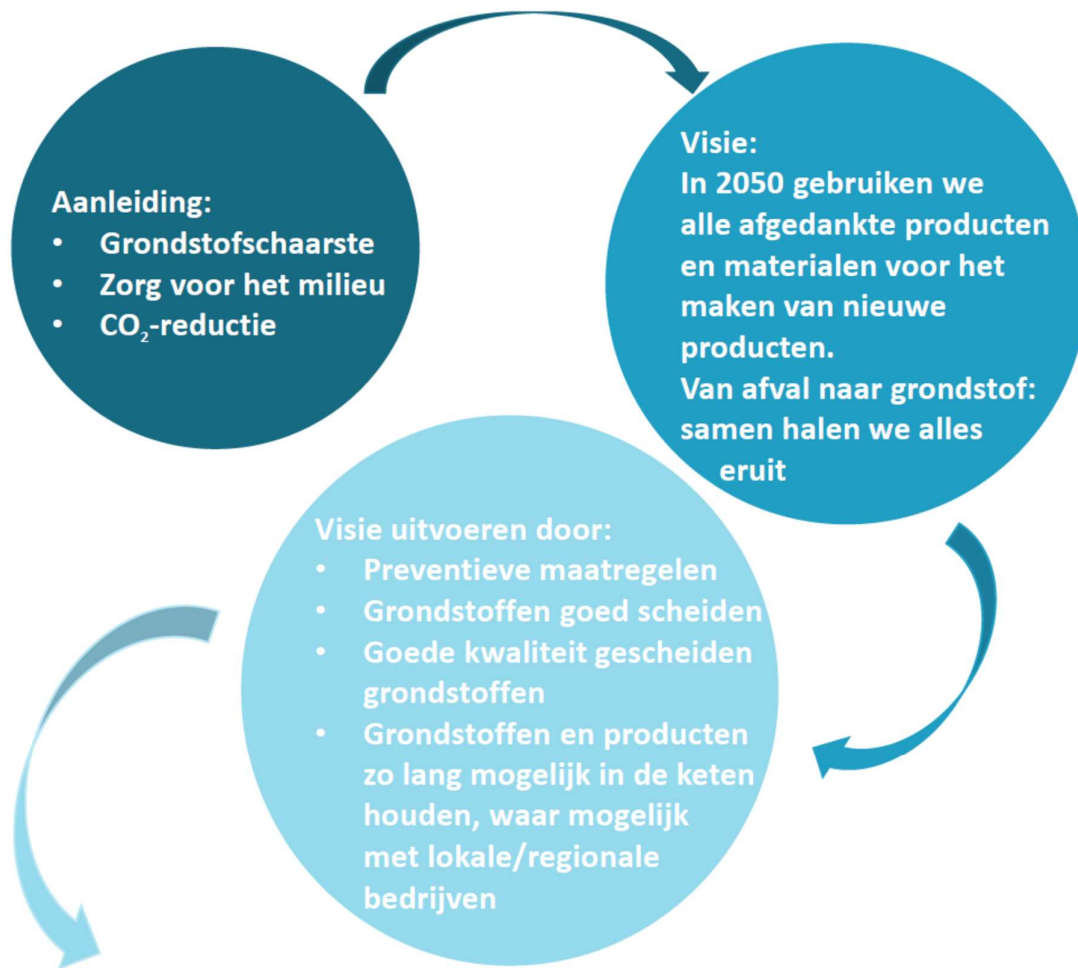 Aanleiding:
• Grondstofschaarste
• Zorg voor het milieu
• CO₂-reductie
Visie:
In 2050 gebruiken we
alle afgedankte producten
en materialen voor het
maken van nieuwe
producten.
Van afval naar grondstof:
samen halen we alles
eruit
Visie uitvoeren door:
• Preventieve maatregelen
• Grondstoffen goed scheiden
• Goede kwaliteit gescheiden
grondstoffen
• Grondstoffen en producten
zo lang mogelijk in de keten
houden, waar mogelijk
met lokale/regionale
bedrijven